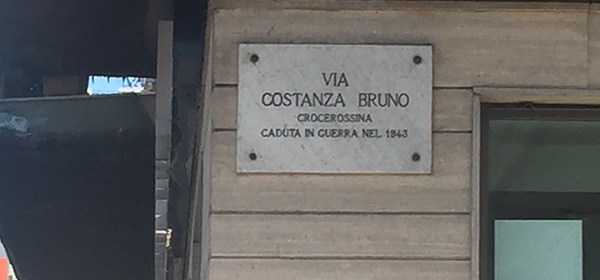 VIA
COSTANZA BRUNO
CROCEROSSINA
CADUTA IN GUERRA NEL 1943